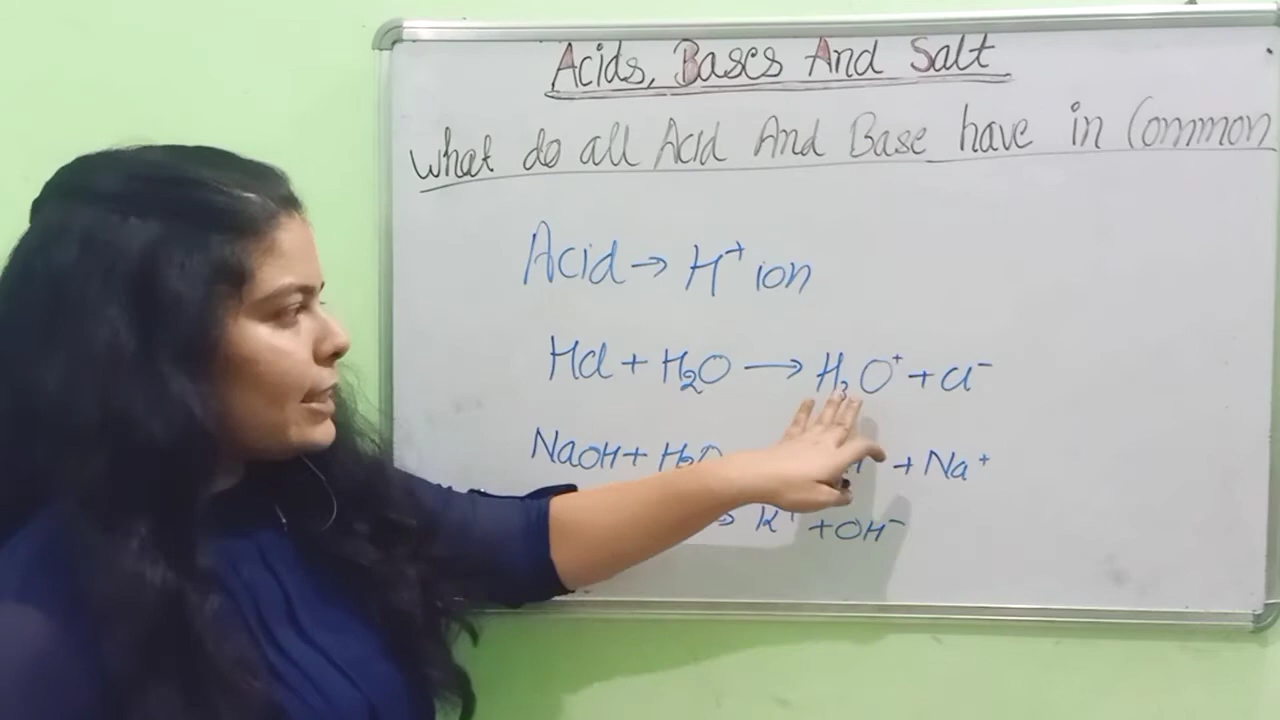 Acids, Bases And Salt
What do all Acid And Base have in Common
Acid → H⁺ ion
HCl + H₂O → H₃O⁺ + Cl⁻
NaOH + H₂O + Na⁺
→ K⁺ + OH⁻